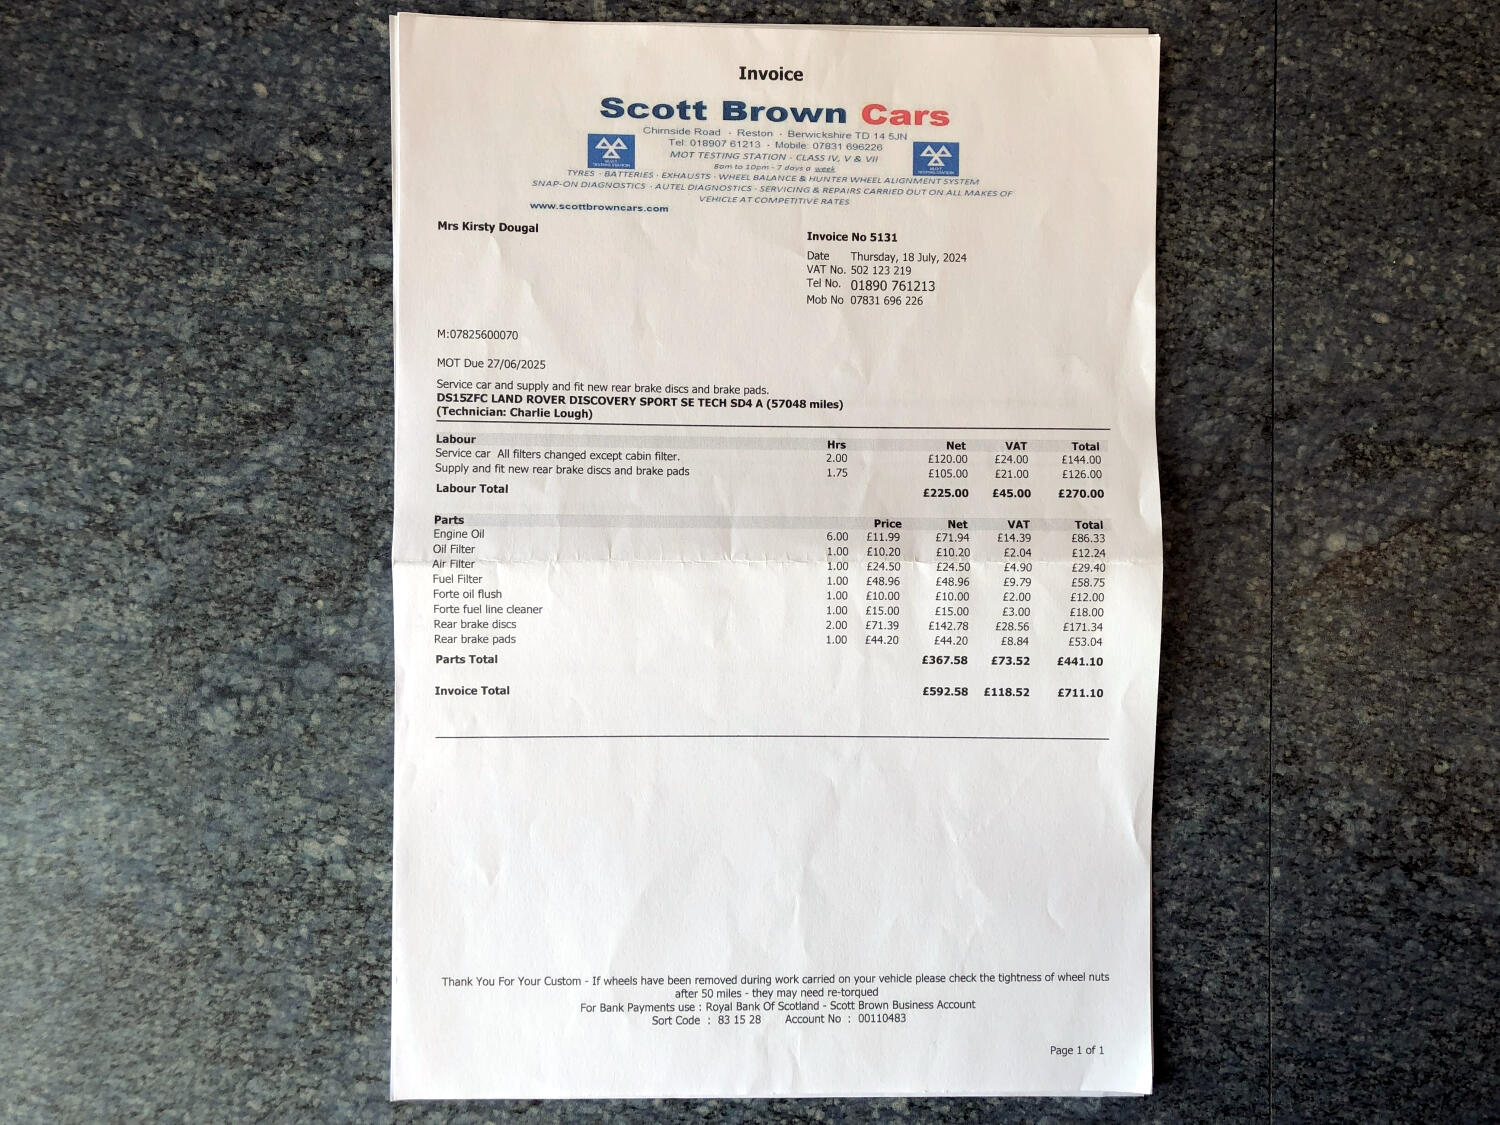 Invoice
Scott Brown Cars
Chirnside Road · Reston · Berwickshire TD 14 5JN
Tel: 018907 61213 · Mobile: 07831 696226
MOT TESTING STATION - CLASS IV, V & VII
8am to 10pm - 7 days a week
TYRES · BATTERIES · EXHAUSTS · WHEEL BALANCE & HUNTER WHEEL ALIGNMENT SYSTEM
SNAP-ON DIAGNOSTICS · AUTEL DIAGNOSTICS · SERVICING & REPAIRS CARRIED OUT ON ALL MAKES OF
VEHICLE AT COMPETITIVE RATES
www.scottbrowncars.com
MOT
TESTING STATION
MOT
TESTING STATION
Mrs Kirsty Dougal
Invoice No 5131
Date Thursday, 18 July, 2024
VAT No. 502 123 219
Tel No. 01890 761213
Mob No 07831 696 226
M:07825600070
MOT Due 27/06/2025
Service car and supply and fit new rear brake discs and brake pads.
DS15ZFC LAND ROVER DISCOVERY SPORT SE TECH SD4 A (57048 miles)
(Technician: Charlie Lough)
Labour Hrs Net VAT Total
Service car All filters changed except cabin filter. 2.00 £120.00 £24.00 £144.00
Supply and fit new rear brake discs and brake pads 1.75 £105.00 £21.00 £126.00
Labour Total £225.00 £45.00 £270.00
Parts Price Net VAT Total
Engine Oil 6.00 £11.99 £71.94 £14.39 £86.33
Oil Filter 1.00 £10.20 £10.20 £2.04 £12.24
Air Filter 1.00 £24.50 £24.50 £4.90 £29.40
Fuel Filter 1.00 £48.96 £48.96 £9.79 £58.75
Forte oil flush 1.00 £10.00 £10.00 £2.00 £12.00
Forte fuel line cleaner 1.00 £15.00 £15.00 £3.00 £18.00
Rear brake discs 2.00 £71.39 £142.78 £28.56 £171.34
Rear brake pads 1.00 £44.20 £44.20 £8.84 £53.04
Parts Total £367.58 £73.52 £441.10
Invoice Total £592.58 £118.52 £711.10
Thank You For Your Custom - If wheels have been removed during work carried on your vehicle please check the tightness of wheel nuts
after 50 miles - they may need re-torqued
For Bank Payments use : Royal Bank Of Scotland - Scott Brown Business Account
Sort Code : 83 15 28 Account No : 00110483
Page 1 of 1